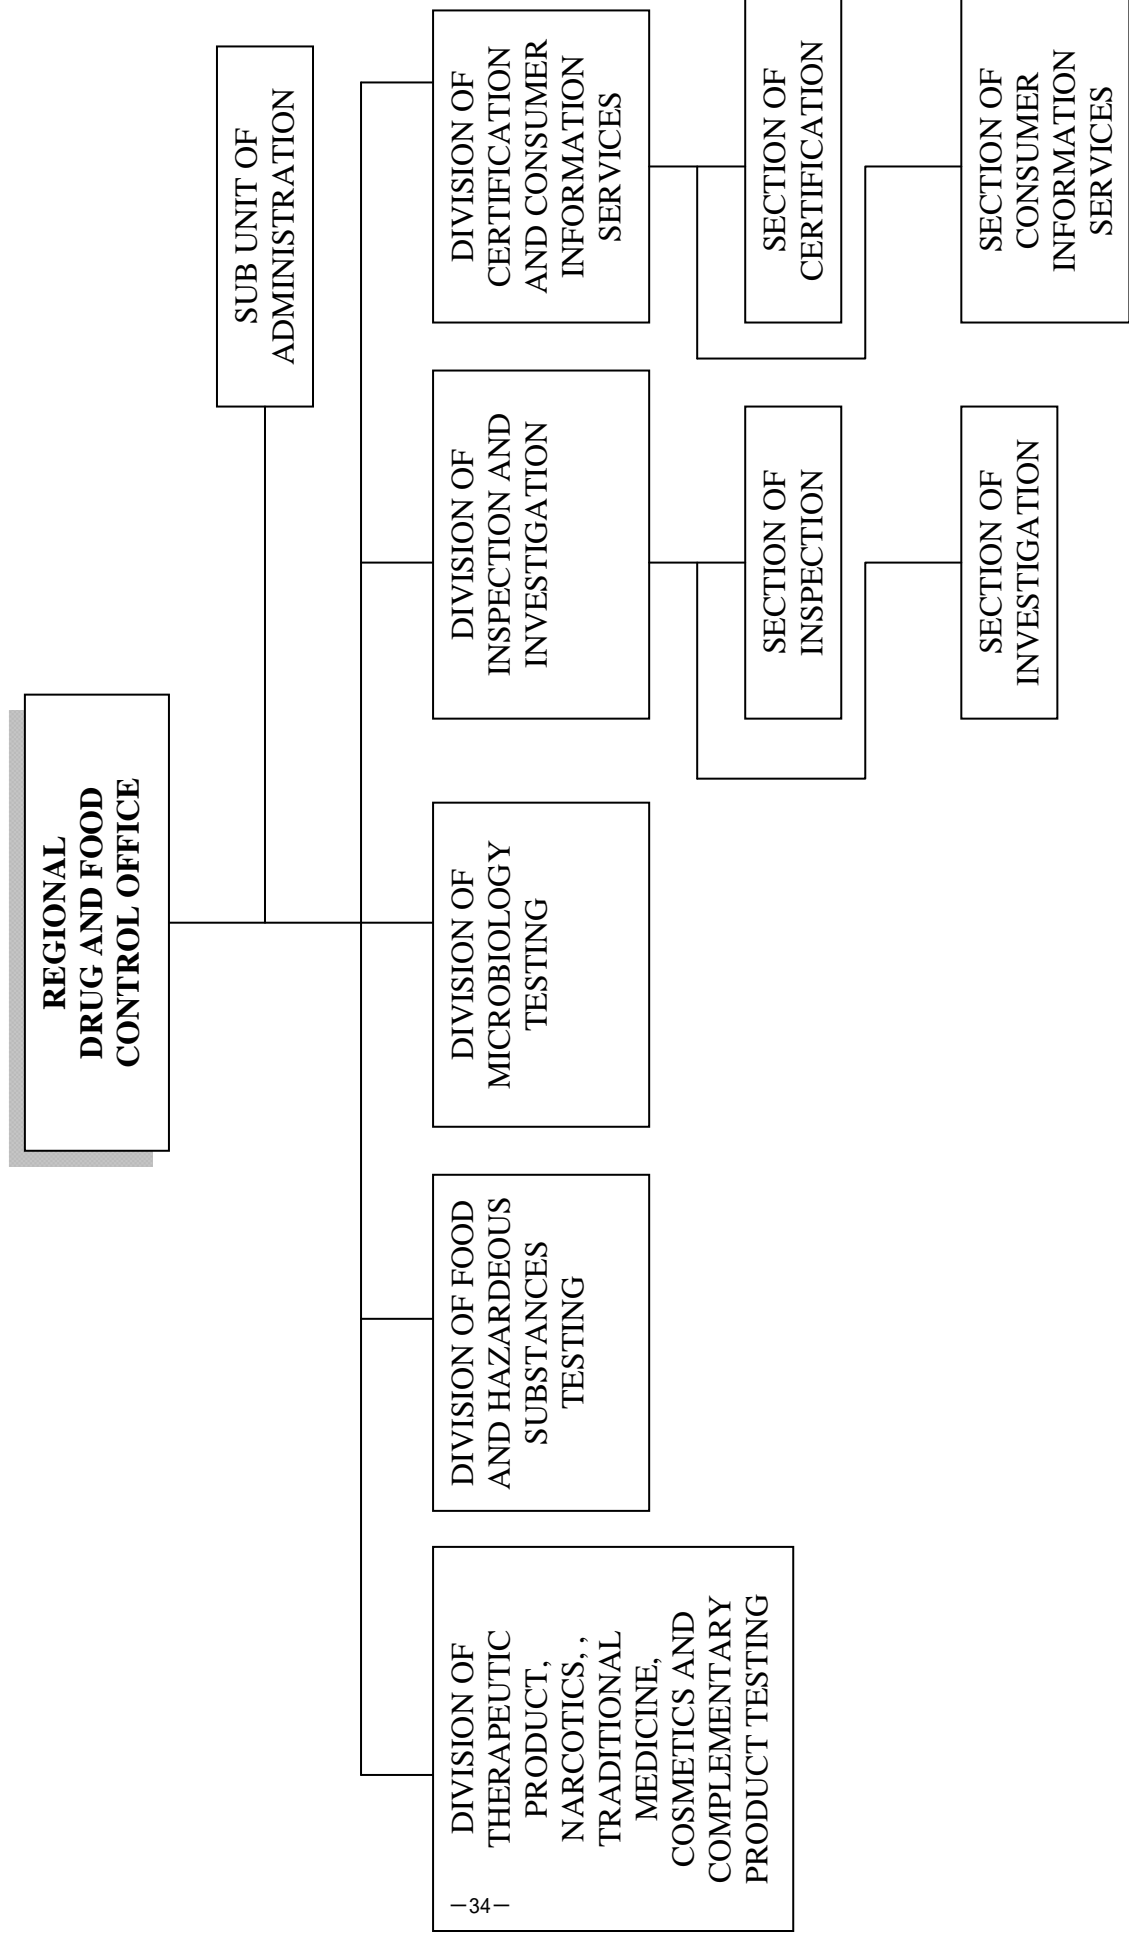 REGIONAL
DRUG AND FOOD
CONTROL OFFICE
SUB UNIT OF
ADMINISTRATION
DIVISION OF
THERAPEUTIC
PRODUCT,
NARCOTICS, ,
TRADITIONAL
MEDICINE,
COSMETICS AND
COMPLEMENTARY
PRODUCT TESTING
DIVISION OF FOOD
AND HAZARDEOUS
SUBSTANCES
TESTING
DIVISION OF
MICROBIOLOGY
TESTING
DIVISION OF
INSPECTION AND
INVESTIGATION
DIVISION OF
CERTIFICATION
AND CONSUMER
INFORMATION
SERVICES
SECTION OF
INSPECTION
SECTION OF
CERTIFICATION
SECTION OF
INVESTIGATION
SECTION OF
CONSUMER
INFORMATION
SERVICES
－34－